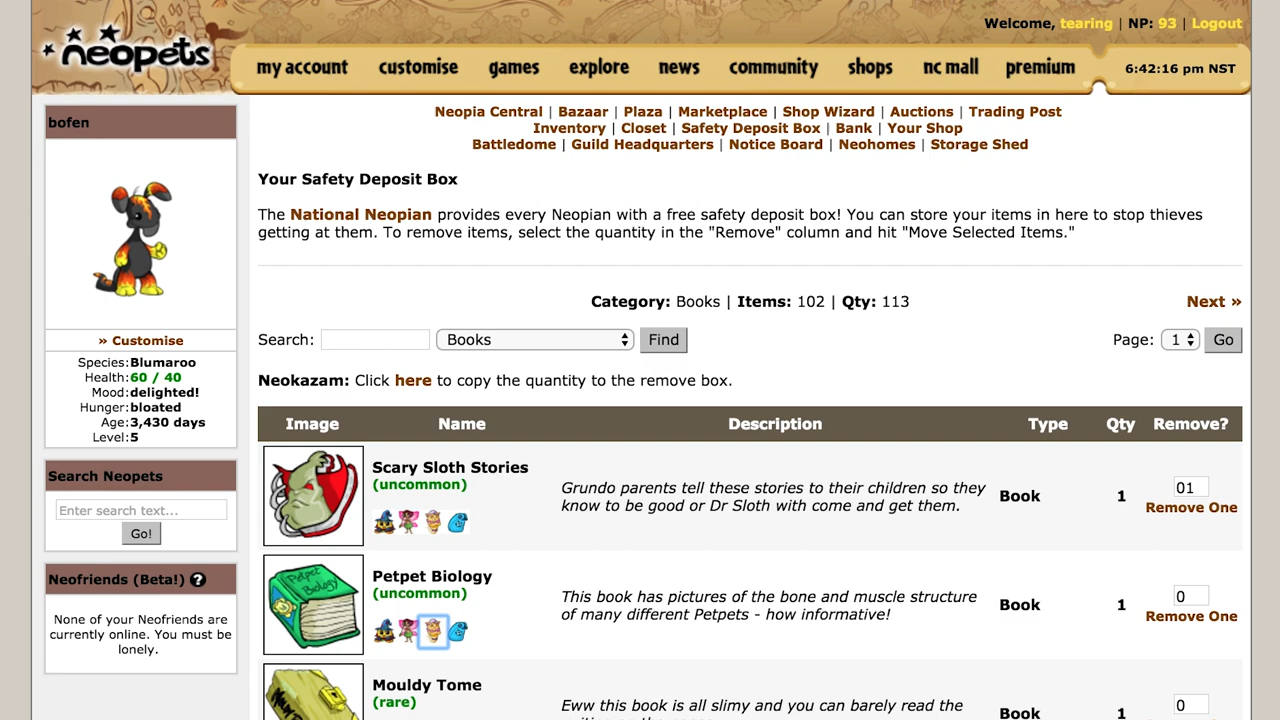 neopets
Welcome, tearing | NP: 93 | Logout
my account customise games explore news community shops nc mall premium
6:42:16 pm NST
bofen
» Customise
Species:Blumaroo
Health:60 / 40
Mood:delighted!
Hunger:bloated
Age:3,430 days
Level:5
Search Neopets
Enter search text...
Go!
Neofriends (Beta!) ?
None of your Neofriends are
currently online. You must be
lonely.
Neopia Central | Bazaar | Plaza | Marketplace | Shop Wizard | Auctions | Trading Post
Inventory | Closet | Safety Deposit Box | Bank | Your Shop
Battledome | Guild Headquarters | Notice Board | Neohomes | Storage Shed
Your Safety Deposit Box
The National Neopian provides every Neopian with a free safety deposit box! You can store your items in here to stop thieves
getting at them. To remove items, select the quantity in the "Remove" column and hit "Move Selected Items."
Category: Books | Items: 102 | Qty: 113
Next »
Search: Books Find
Page: 1 Go
Neokazam: Click here to copy the quantity to the remove box.
Image Name Description Type Qty Remove?
Scary Sloth Stories
(uncommon)
Grundo parents tell these stories to their children so they
know to be good or Dr Sloth with come and get them.
Book 1 01
Remove One
Petpet Biology
Petpet Biology
(uncommon)
This book has pictures of the bone and muscle structure
of many different Petpets - how informative!
Book 1 0
Remove One
Mouldy Tome
(rare)
Eww this book is all slimy and you can barely read the
Book 1 0